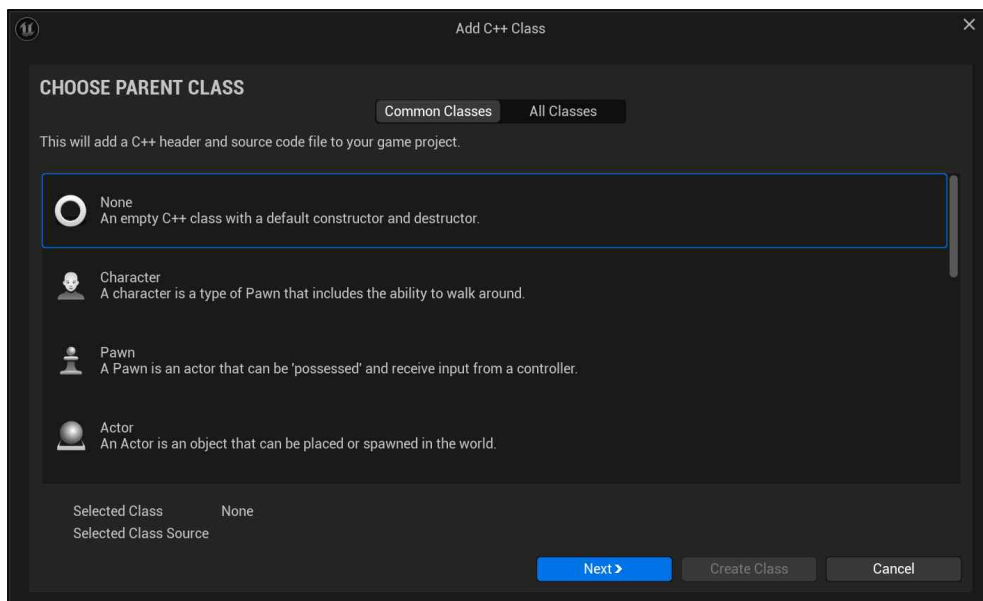 Add C++ Class
CHOOSE PARENT CLASS
Common Classes All Classes
This will add a C++ header and source code file to your game project.
None
An empty C++ class with a default constructor and destructor.
Character
A character is a type of Pawn that includes the ability to walk around.
Pawn
A Pawn is an actor that can be 'possessed' and receive input from a controller.
Actor
An Actor is an object that can be placed or spawned in the world.
Selected Class None
Selected Class Source
Next Create Class Cancel